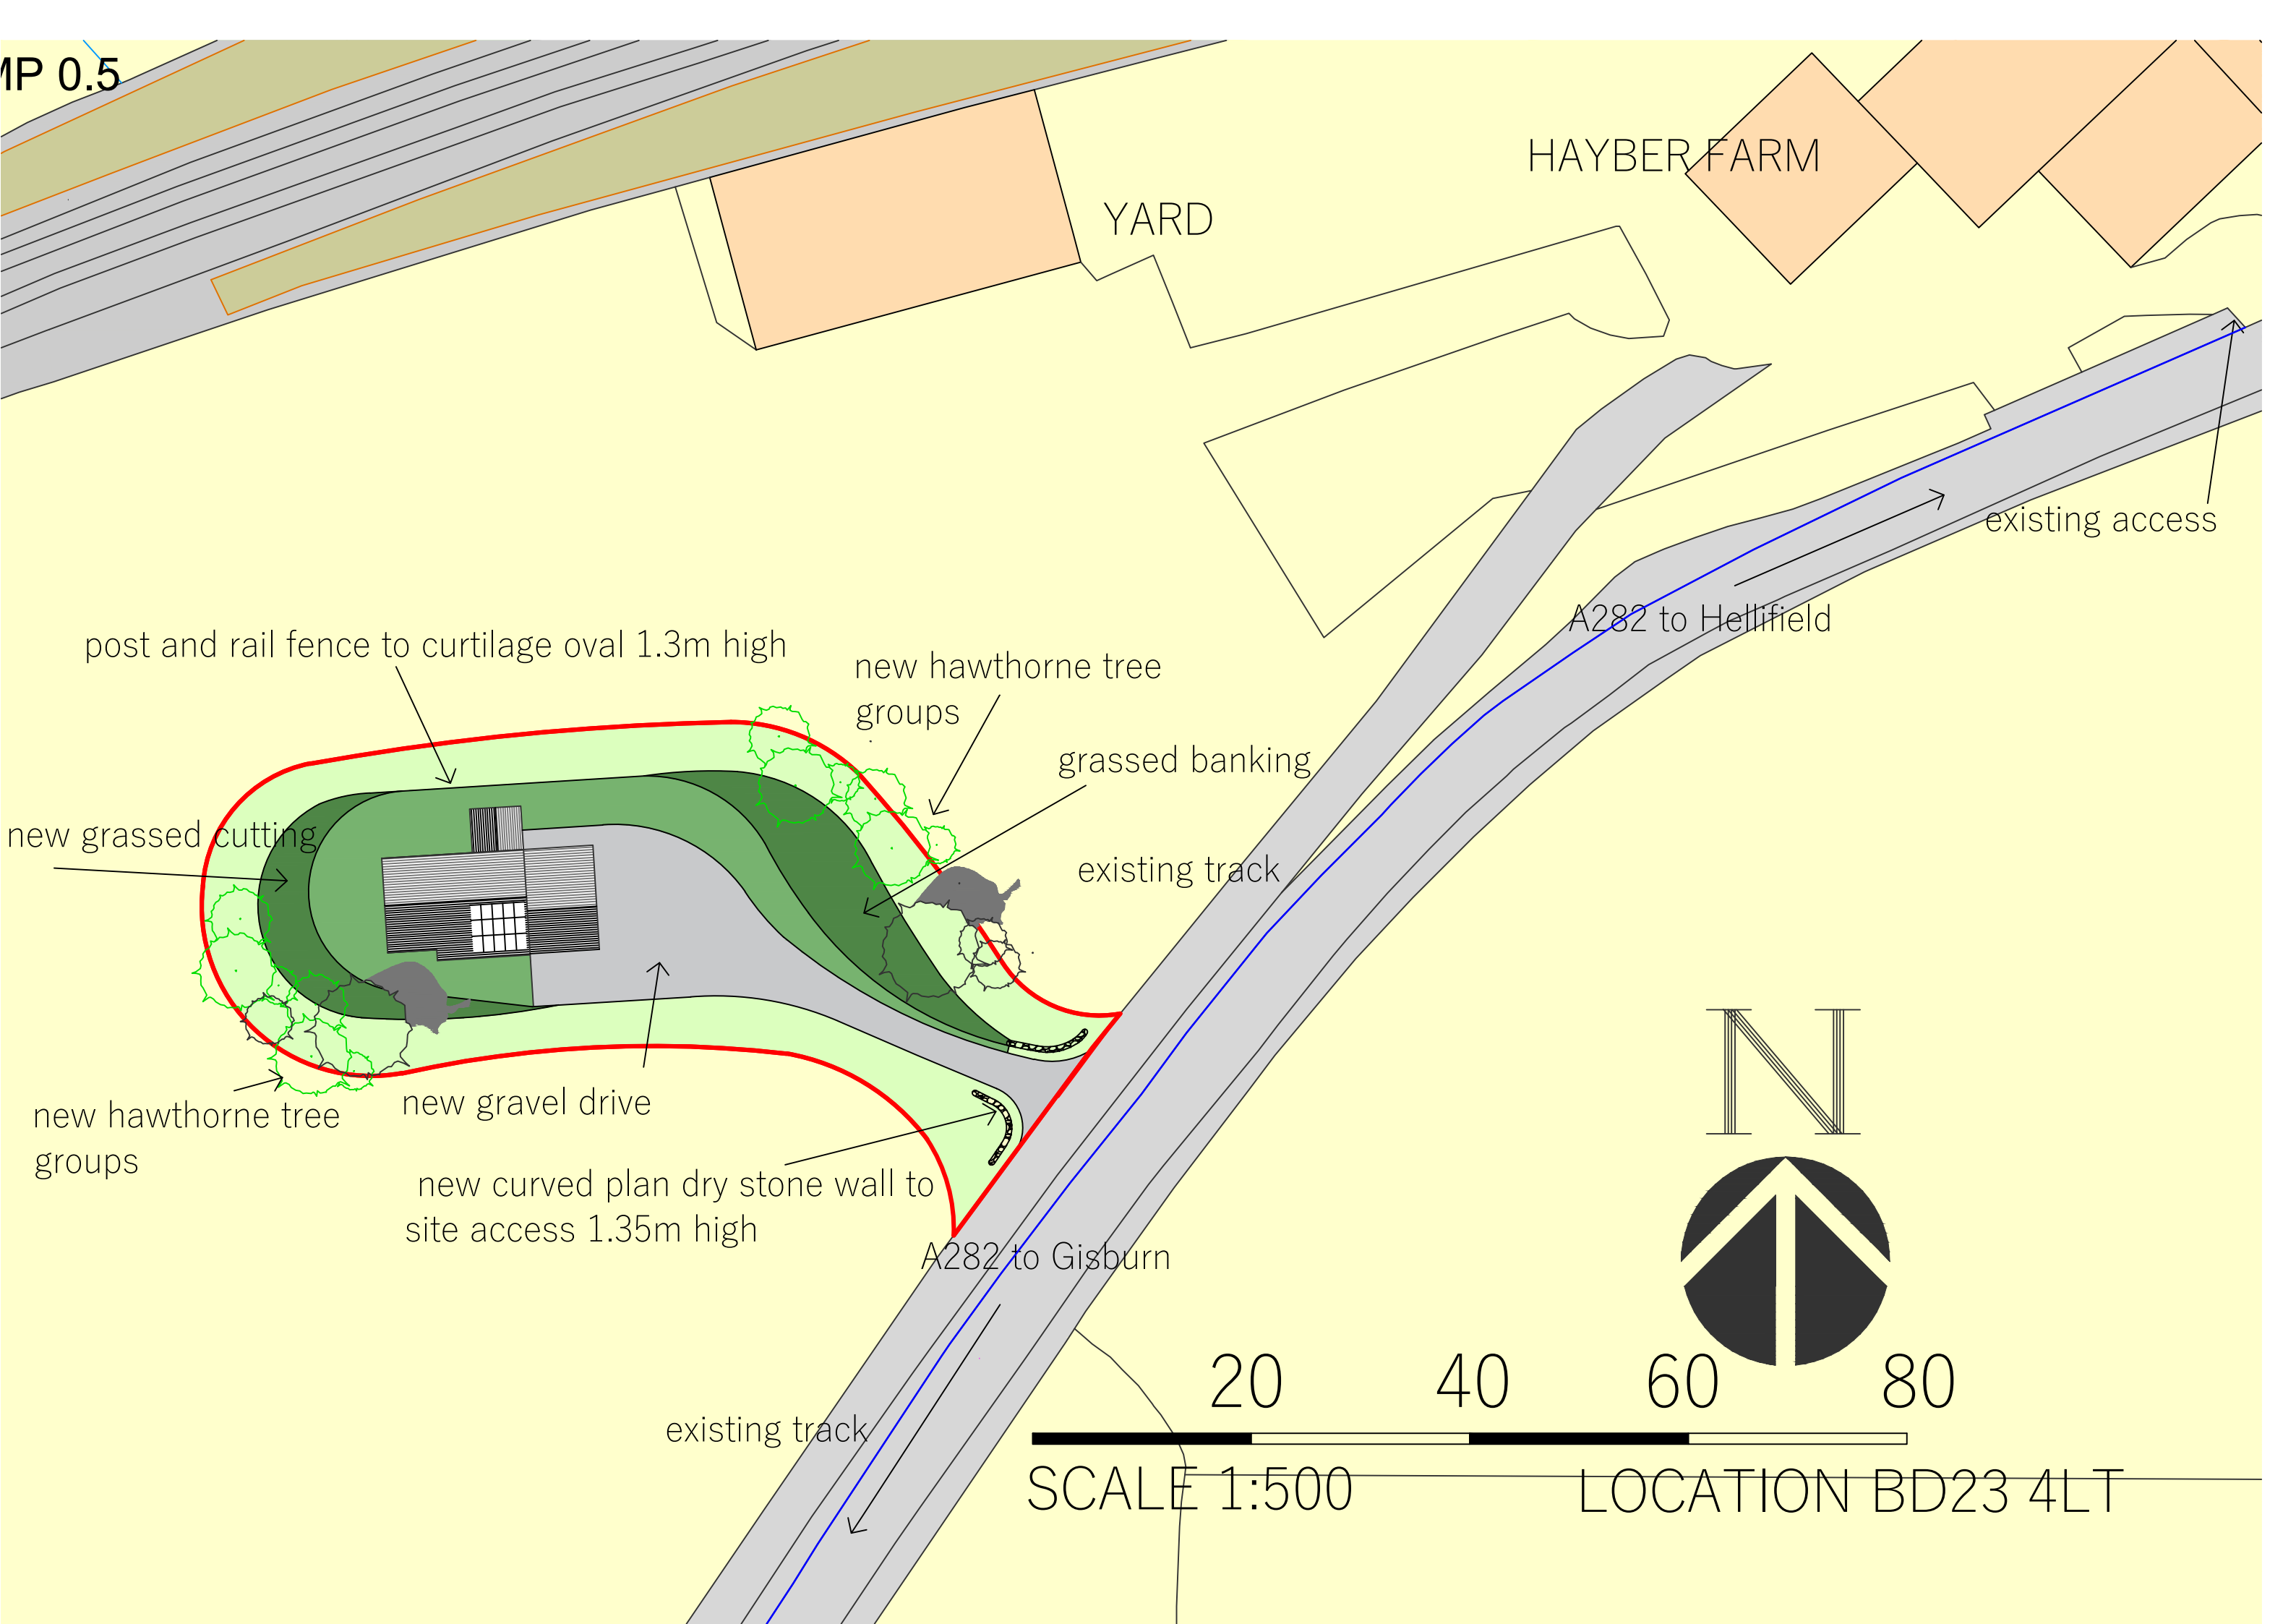 MP 0.5
HAYBER FARM
YARD
existing access
A282 to Hellifield
post and rail fence to curtilage oval 1.3m high
new hawthorne tree
groups
grassed banking
new grassed cutting
existing track
new hawthorne tree
groups
new gravel drive
new curved plan dry stone wall to
site access 1.35m high
A282 to Gisburn
existing track
N
20 40 60 80
SCALE 1:500
LOCATION BD23 4LT